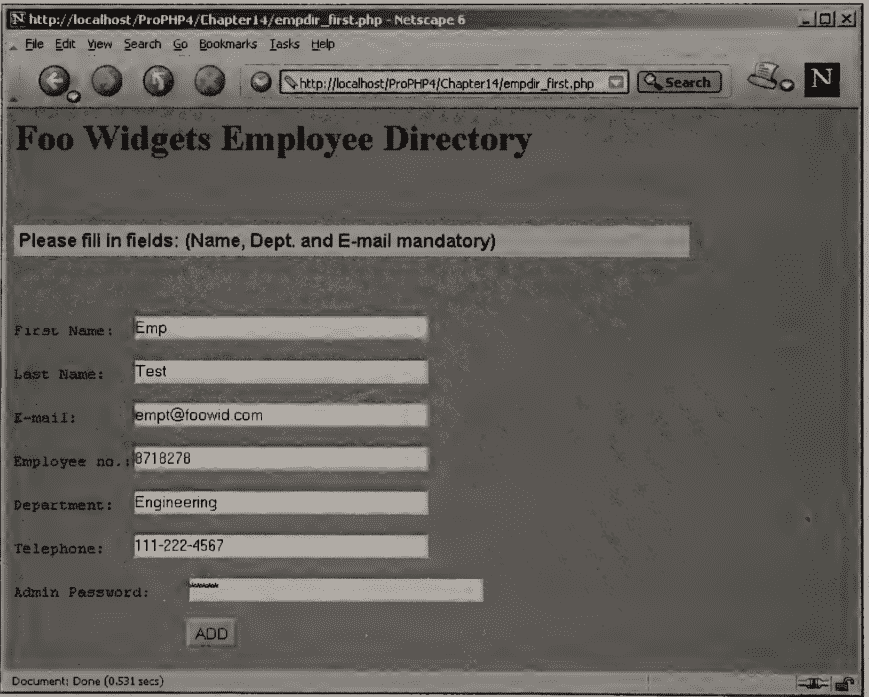 N http://localhost/ProPHP4/Chapter14/empdir_first.php - Netscape 6
File Edit View Search Go Bookmarks Tasks Help
http://localhost/ProPHP4/Chapter14/empdir_first.php Search N
Foo Widgets Employee Directory
Please fill in fields: (Name, Dept. and E-mail mandatory)
First Name: Emp
Last Name: Test
E-mail: empt@foowid.com
Employee no.: 8718278
Department: Engineering
Telephone: 111-222-4567
Admin Password: ******
ADD
Document: Done (0.531 secs)